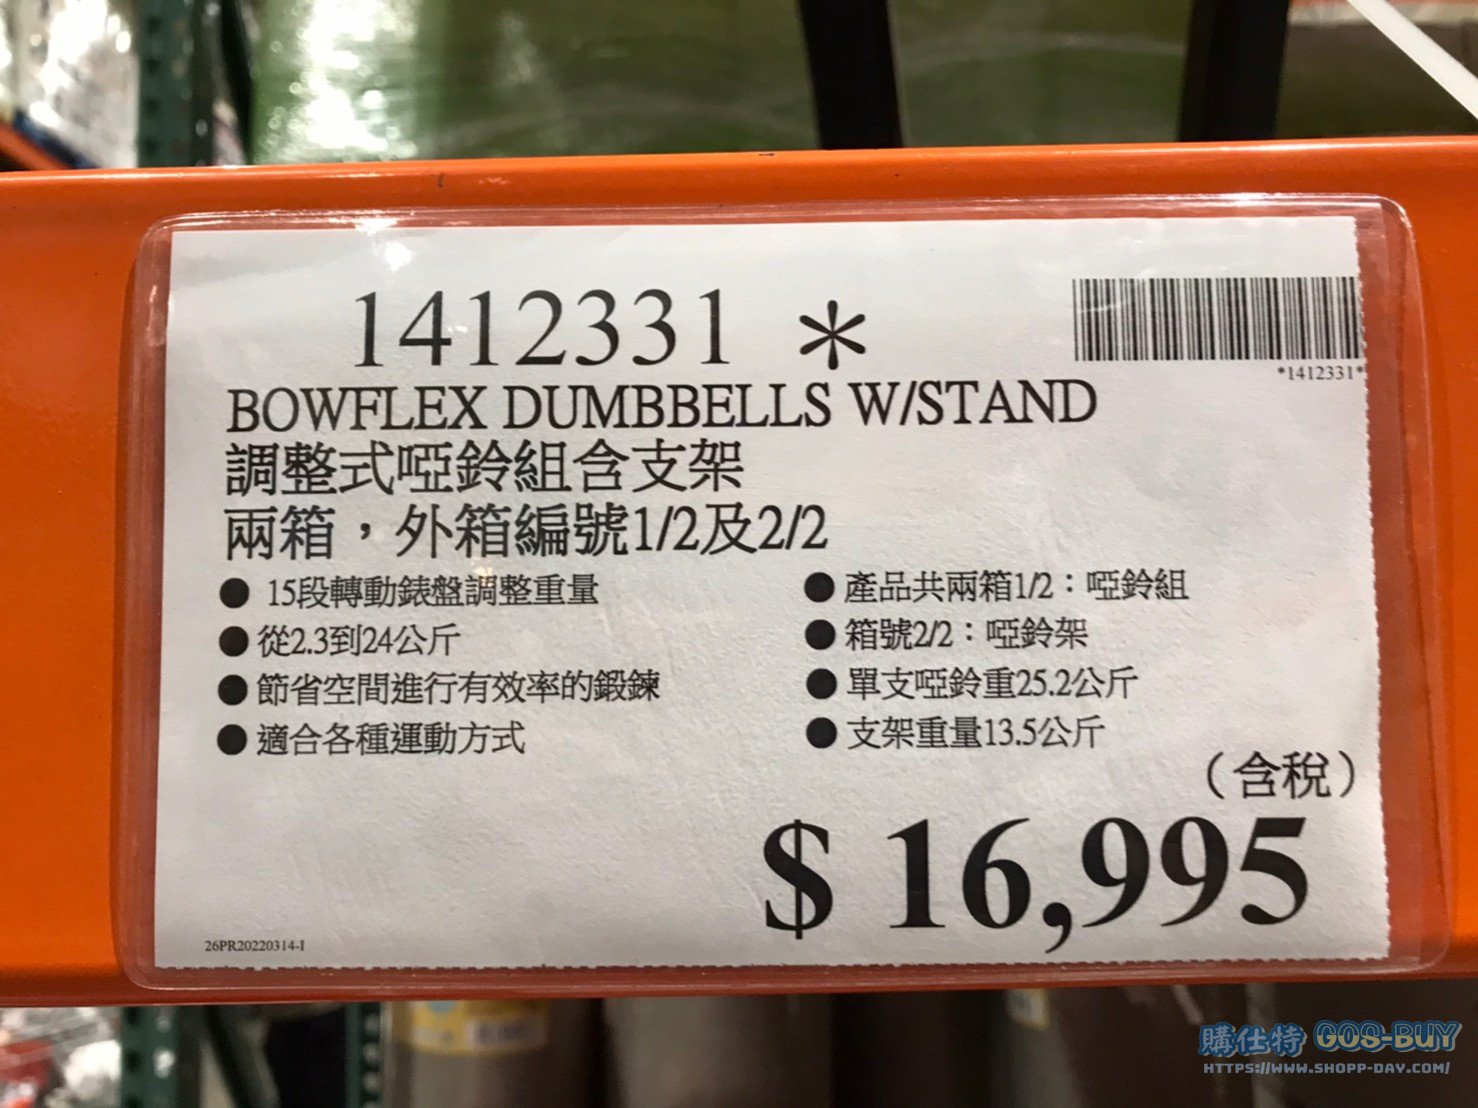 1412331 *
*1412331*
BOWFLEX DUMBBELLS W/STAND
調整式啞鈴組含支架
兩箱，外箱編號1/2及2/2
● 15段轉動錶盤調整重量
● 從2.3到24公斤
● 節省空間進行有效率的鍛鍊
● 適合各種運動方式
● 產品共兩箱1/2：啞鈴組
● 箱號2/2：啞鈴架
● 單支啞鈴重25.2公斤
● 支架重量13.5公斤
（含稅）
$ 16,995
26PR20220314-1
購仕特 GOS-BUY
HTTPS://WWW.SHOPP-DAY.COM/